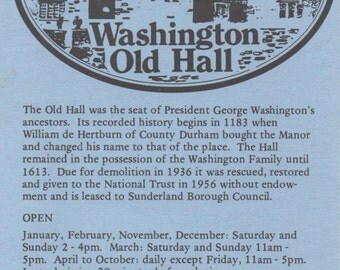 Washington
Old Hall
The Old Hall was the seat of President George Washington's
ancestors. Its recorded history begins in 1183 when
William de Hertburn of County Durham bought the Manor
and changed his name to that of the place. The Hall
remained in the possession of the Washington Family until
1613. Due for demolition in 1936 it was rescued, restored
and given to the National Trust in 1956 without endow-
ment and is leased to Sunderland Borough Council.
OPEN
January, February, November, December: Saturday and
Sunday 2 - 4pm. March: Saturday and Sunday 11am -
5pm. April to October: daily except Friday, 11am - 5pm.